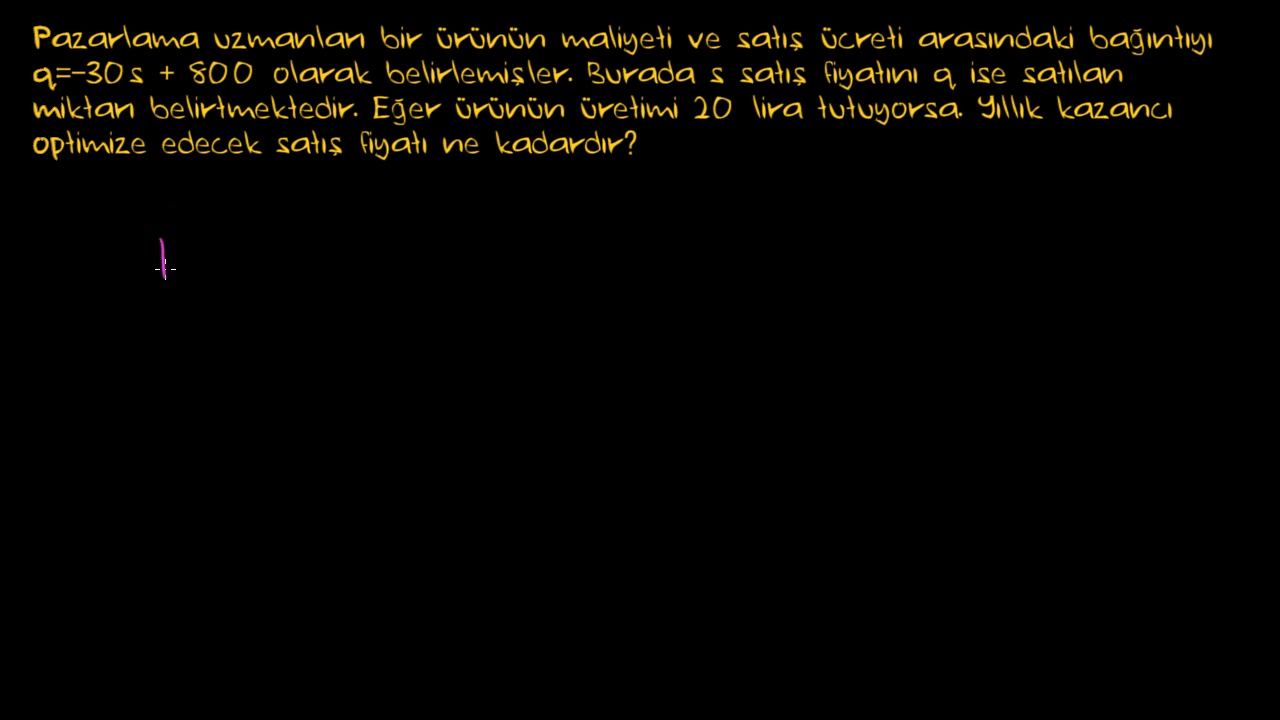 Pazarlama uzmanları bir ürünün maliyeti ve satış ücreti arasındaki bağıntıyı
q=-30s + 800 olarak belirlemişler. Burada s satış fiyatını q ise satılan
miktarı belirtmektedir. Eğer ürünün üretimi 20 lira tutuyorsa. Yıllık kazancı
optimize edecek satış fiyatı ne kadardır?